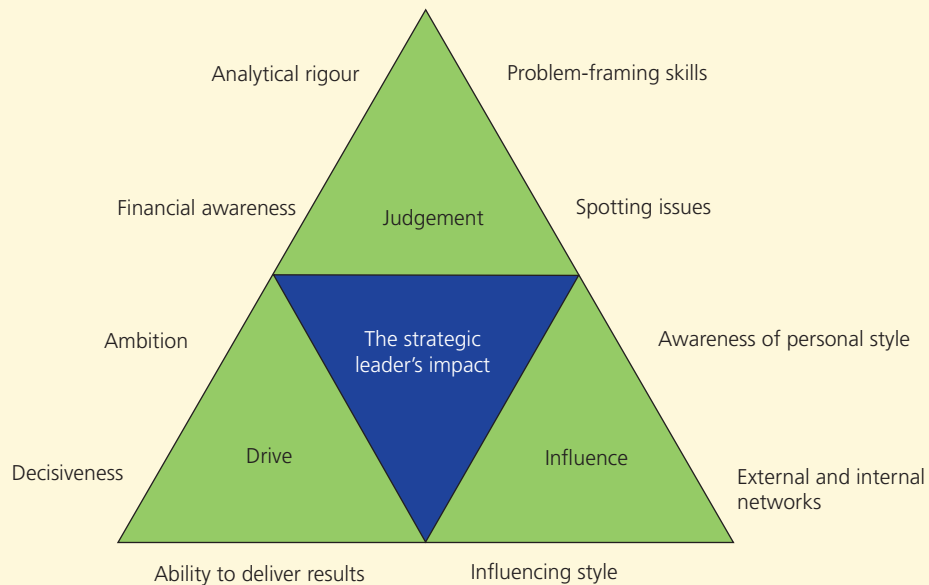 Analytical rigour
Problem-framing skills
Financial awareness
Judgement
Spotting issues
Ambition
The strategic
leader’s impact
Awareness of personal style
Decisiveness
Drive
Influence
External and internal
networks
Ability to deliver results
Influencing style